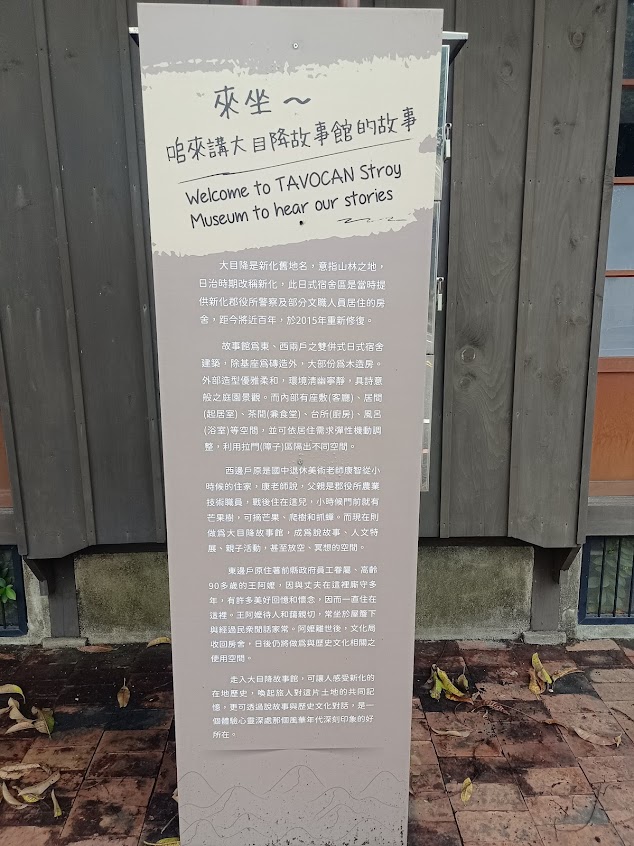 來坐～
咱來講大目降故事館的故事
Welcome to TAVOCAN Stroy
Museum to hear our stories
大目降是新化舊地名，意指山林之地，
日治時期改稱新化，此日式宿舍區是當時提
供新化郡役所警察及部分文職人員居住的房
舍，距今將近百年，於2015年重新修復。
故事館為東、西兩戶之雙併式日式宿舍
建築，除基座為磚造外，大部份為木造房。
外部造型優雅柔和，環境清幽寧靜，具詩意
般之庭園景觀。而內部有座敷(客廳)、居間
(起居室)、茶間(兼食堂)、台所(廚房)、風呂
(浴室)等空間，並可依居住需求彈性機動調
整，利用拉門(障子)區隔出不同空間。
西邊戶原是國中退休美術老師康智從小
時候的住家，康老師說，父親是郡役所農業
技術職員，戰後住在這兒，小時候門前就有
芒果樹，可摘芒果、爬樹和抓蟬。而現在則
做為大目降故事館，成為說故事、人文特
展、親子活動，甚至放空、冥想的空間。
東邊戶原住著前縣政府員工眷屬、高齡
90多歲的王阿嬤，因與丈夫在這裡廝守多
年，有許多美好回憶和懷念，因而一直住在
這裡。王阿嬤待人和藹親切，常坐於屋簷下
與經過民眾閒話家常。阿嬤離世後，文化局
收回房舍，日後仍將做為與歷史文化相關之
使用空間。
走入大目降故事館，可讓人感受新化的
在地歷史，喚起旅人對這片土地的共同記
憶，更可透過說故事與歷史文化對話，是一
個體驗心靈深處那個風華年代深刻印象的好
所在。